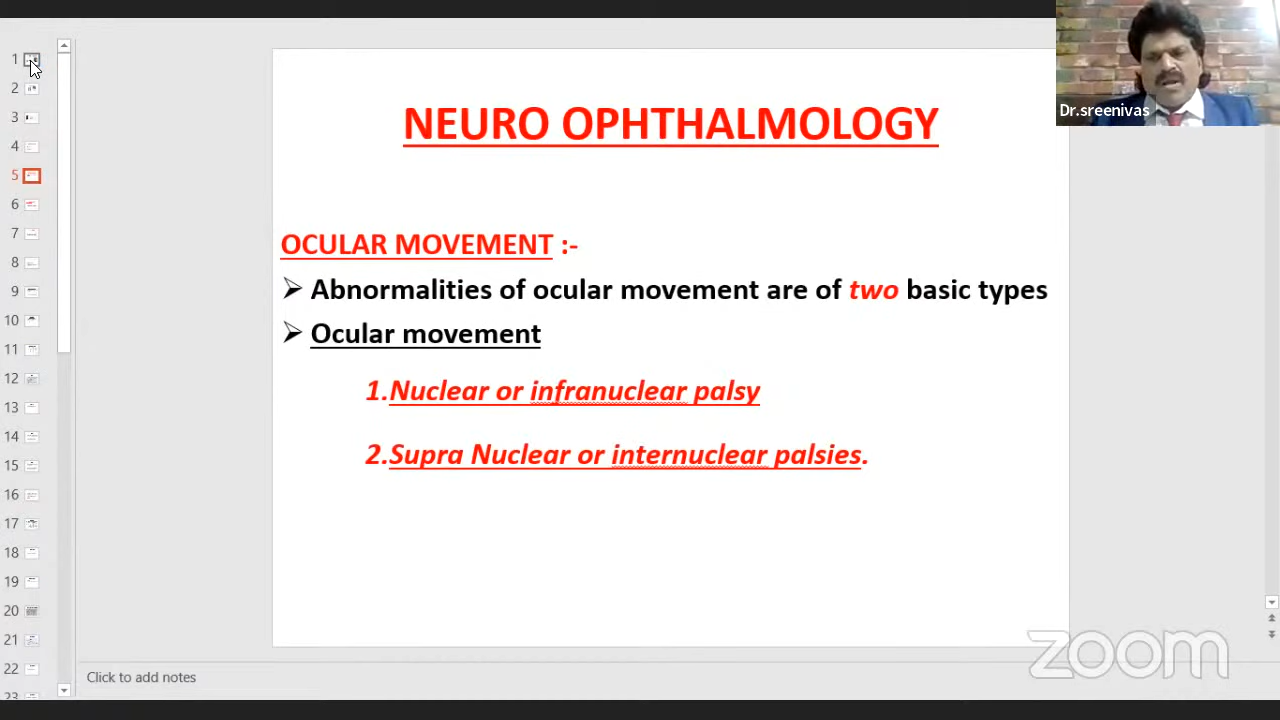 NEURO OPHTHALMOLOGY
Dr.sreenivas
OCULAR MOVEMENT :-
➢ Abnormalities of ocular movement are of two basic types
➢ Ocular movement
1.Nuclear or infranuclear palsy
2.Supra Nuclear or internuclear palsies.
zoom
Click to add notes
1
2
3
4
5
6
7
8
9
10
11
12
13
14
15
16
17
18
19
20
21
22
23